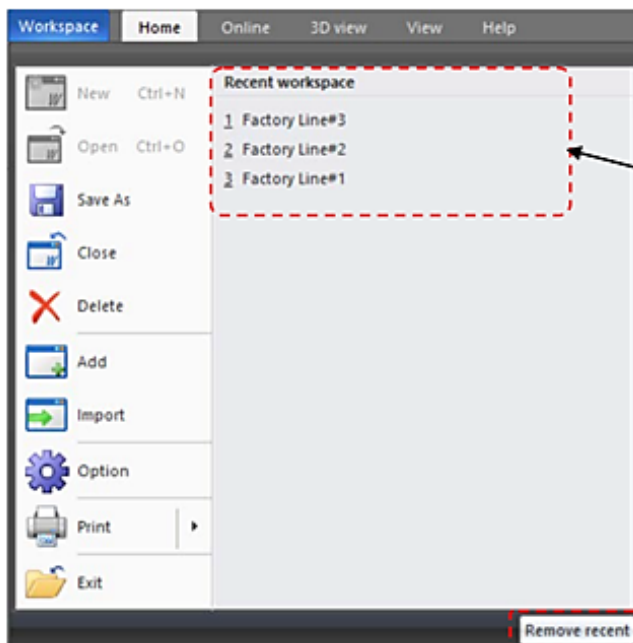 Workspace Home Online 3D view View Help
Recent workspace
New Ctrl+N
1 Factory Line#3
Open Ctrl+O
2 Factory Line#2
3 Factory Line#1
Save As
Close
Delete
Add
Import
Option
Print
Exit
Remove recent